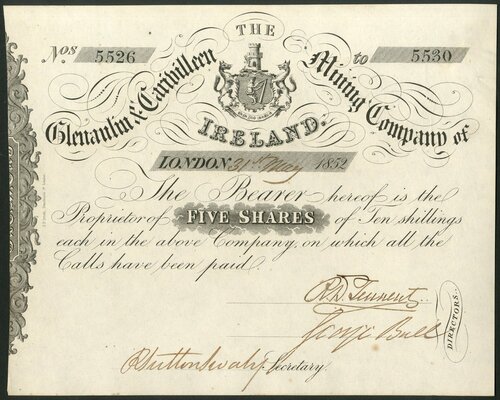 THE
Nos 5526 to 5530
Glenaulin & Carivilleen Mining Company of
IRELAND.
LONDON 31st May 1852
The Bearer hereof is the
Proprietor of FIVE SHARES of Ten shillings
each in the above Company, on which all the
Calls have been paid.
DIRECTORS.
Secretary